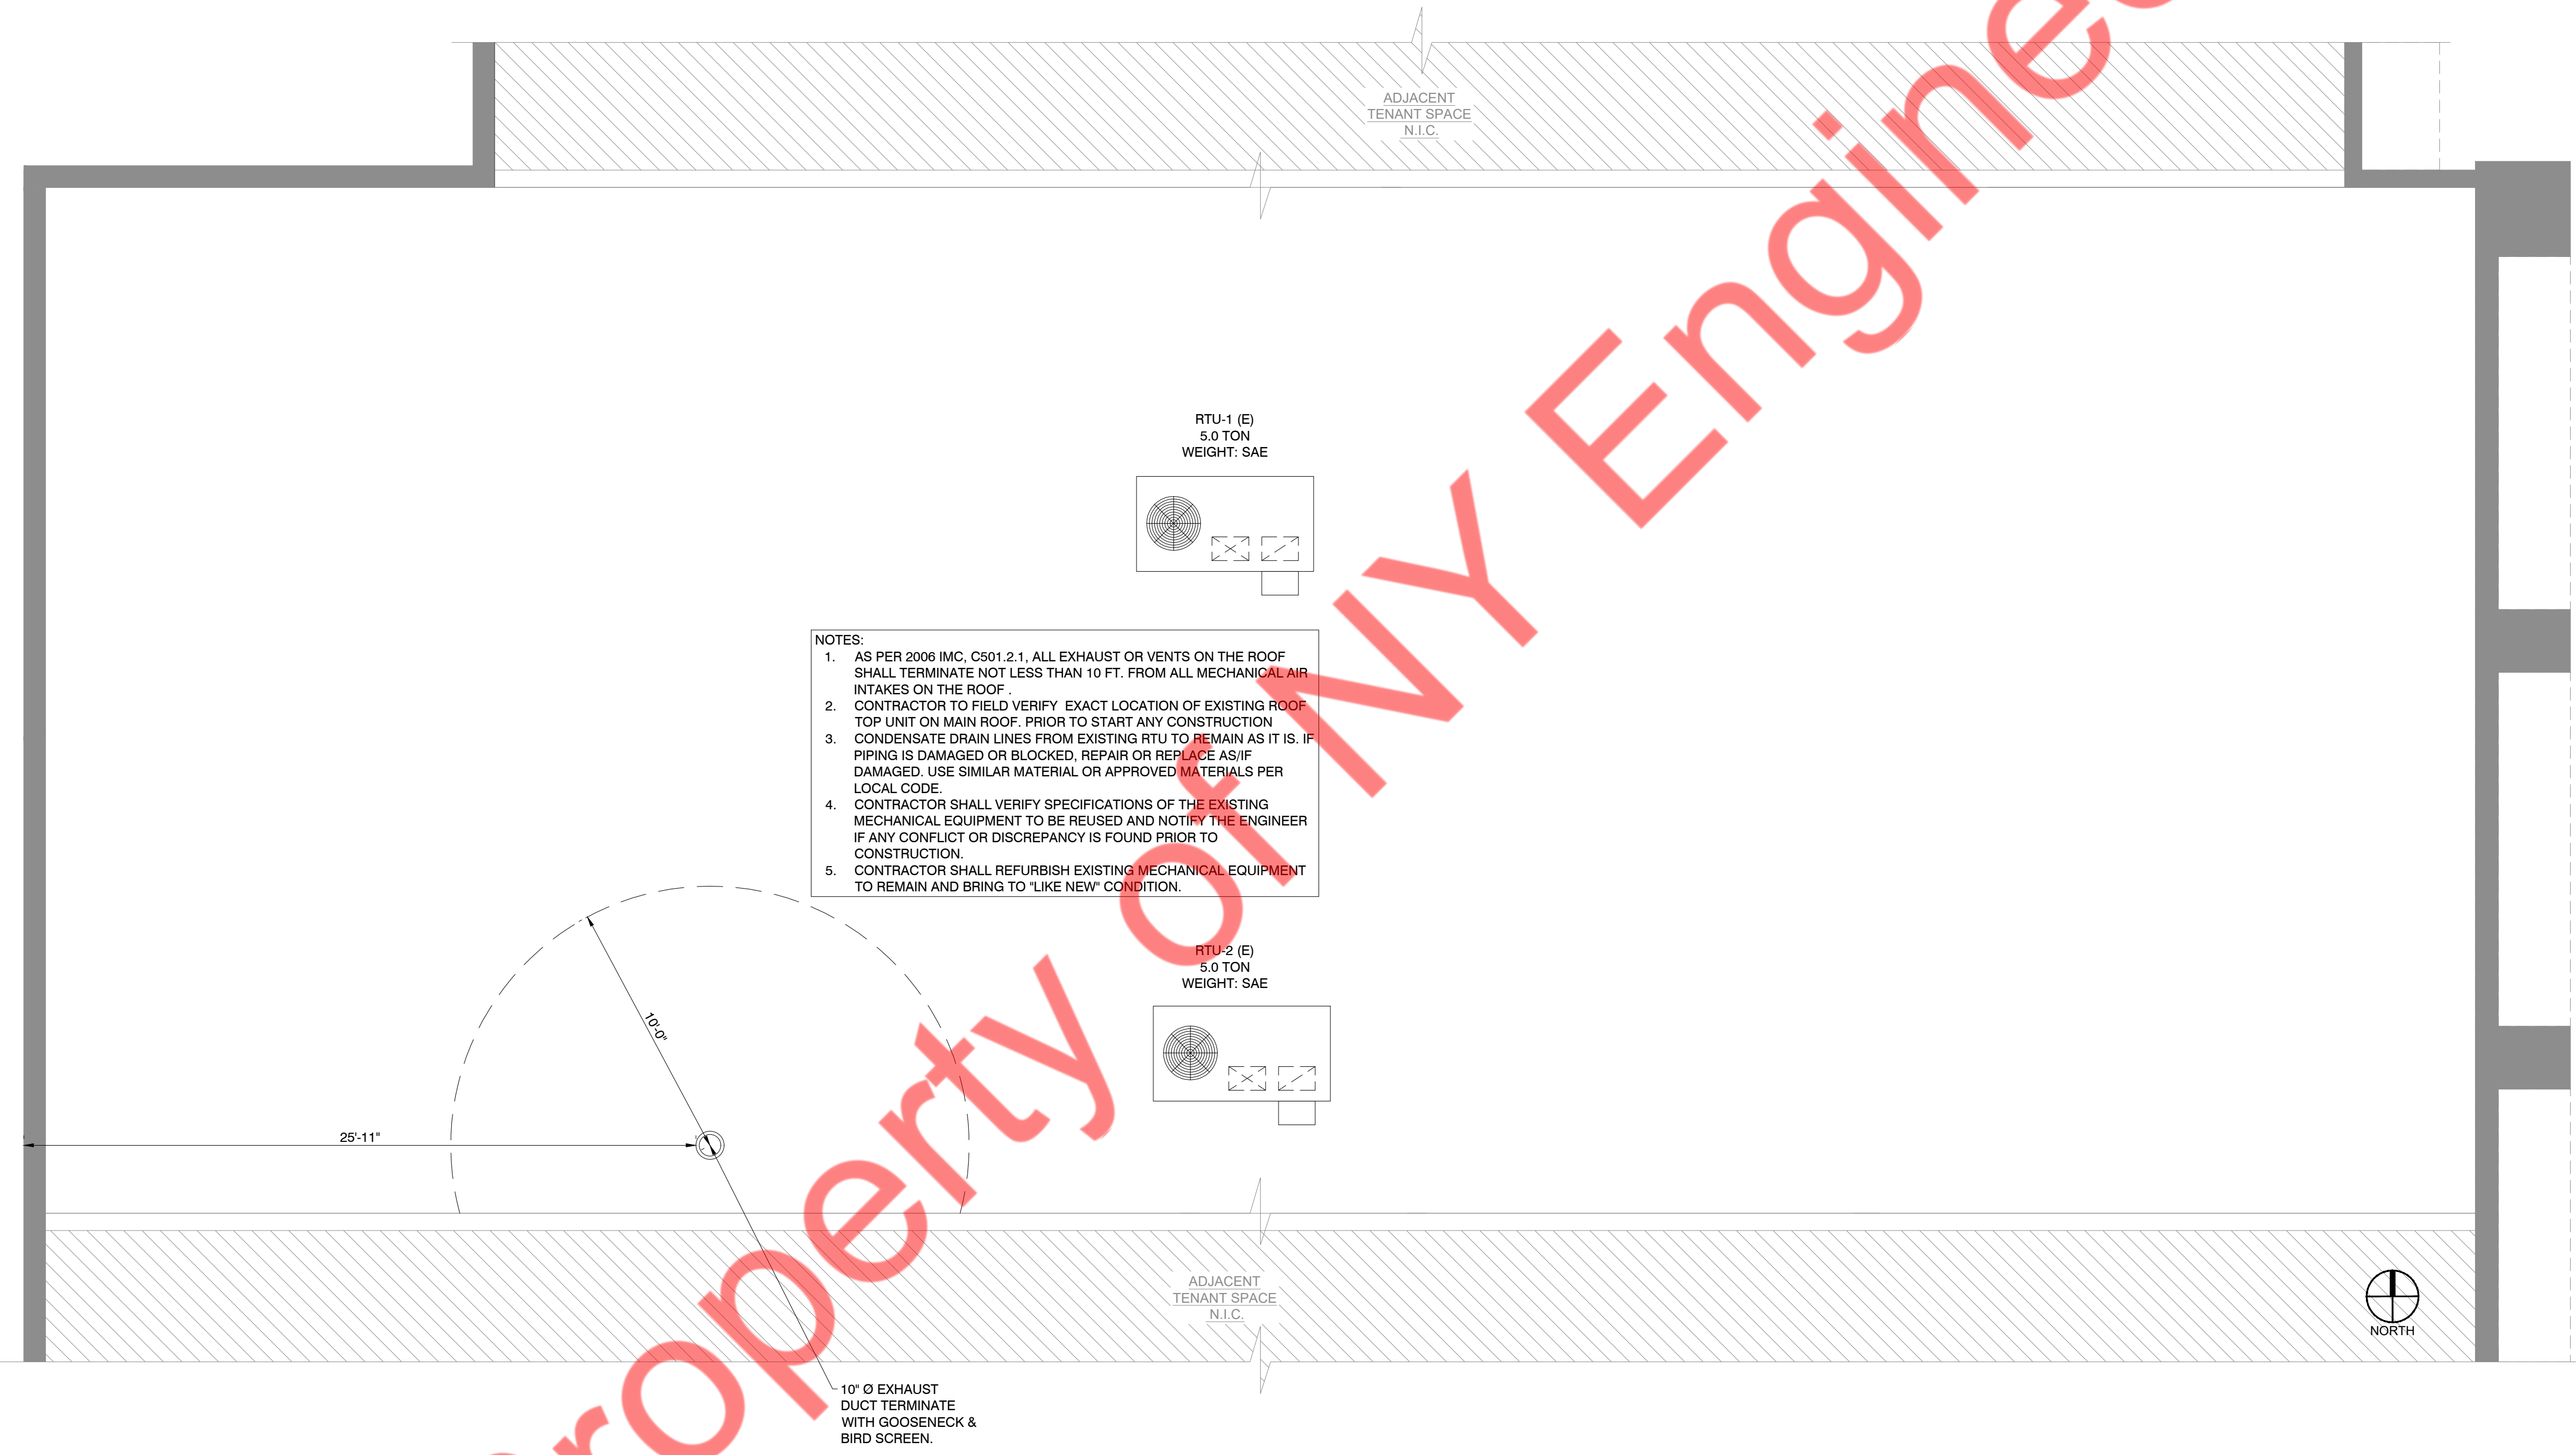 ADJACENT
TENANT SPACE
N.I.C.
RTU-1 (E)
5.0 TON
WEIGHT: SAE
NOTES:
1. AS PER 2006 IMC, C501.2.1, ALL EXHAUST OR VENTS ON THE ROOF
SHALL TERMINATE NOT LESS THAN 10 FT. FROM ALL MECHANICAL AIR
INTAKES ON THE ROOF .
2. CONTRACTOR TO FIELD VERIFY EXACT LOCATION OF EXISTING ROOF
TOP UNIT ON MAIN ROOF. PRIOR TO START ANY CONSTRUCTION
3. CONDENSATE DRAIN LINES FROM EXISTING RTU TO REMAIN AS IT IS. IF
PIPING IS DAMAGED OR BLOCKED, REPAIR OR REPLACE AS/IF
DAMAGED. USE SIMILAR MATERIAL OR APPROVED MATERIALS PER
LOCAL CODE.
4. CONTRACTOR SHALL VERIFY SPECIFICATIONS OF THE EXISTING
MECHANICAL EQUIPMENT TO BE REUSED AND NOTIFY THE ENGINEER
IF ANY CONFLICT OR DISCREPANCY IS FOUND PRIOR TO
CONSTRUCTION.
5. CONTRACTOR SHALL REFURBISH EXISTING MECHANICAL EQUIPMENT
TO REMAIN AND BRING TO "LIKE NEW" CONDITION.
RTU-2 (E)
5.0 TON
WEIGHT: SAE
10'-0"
25'-11"
ADJACENT
TENANT SPACE
N.I.C.
NORTH
10" Ø EXHAUST
DUCT TERMINATE
WITH GOOSENECK &
BIRD SCREEN.
roperty of NY Enginee